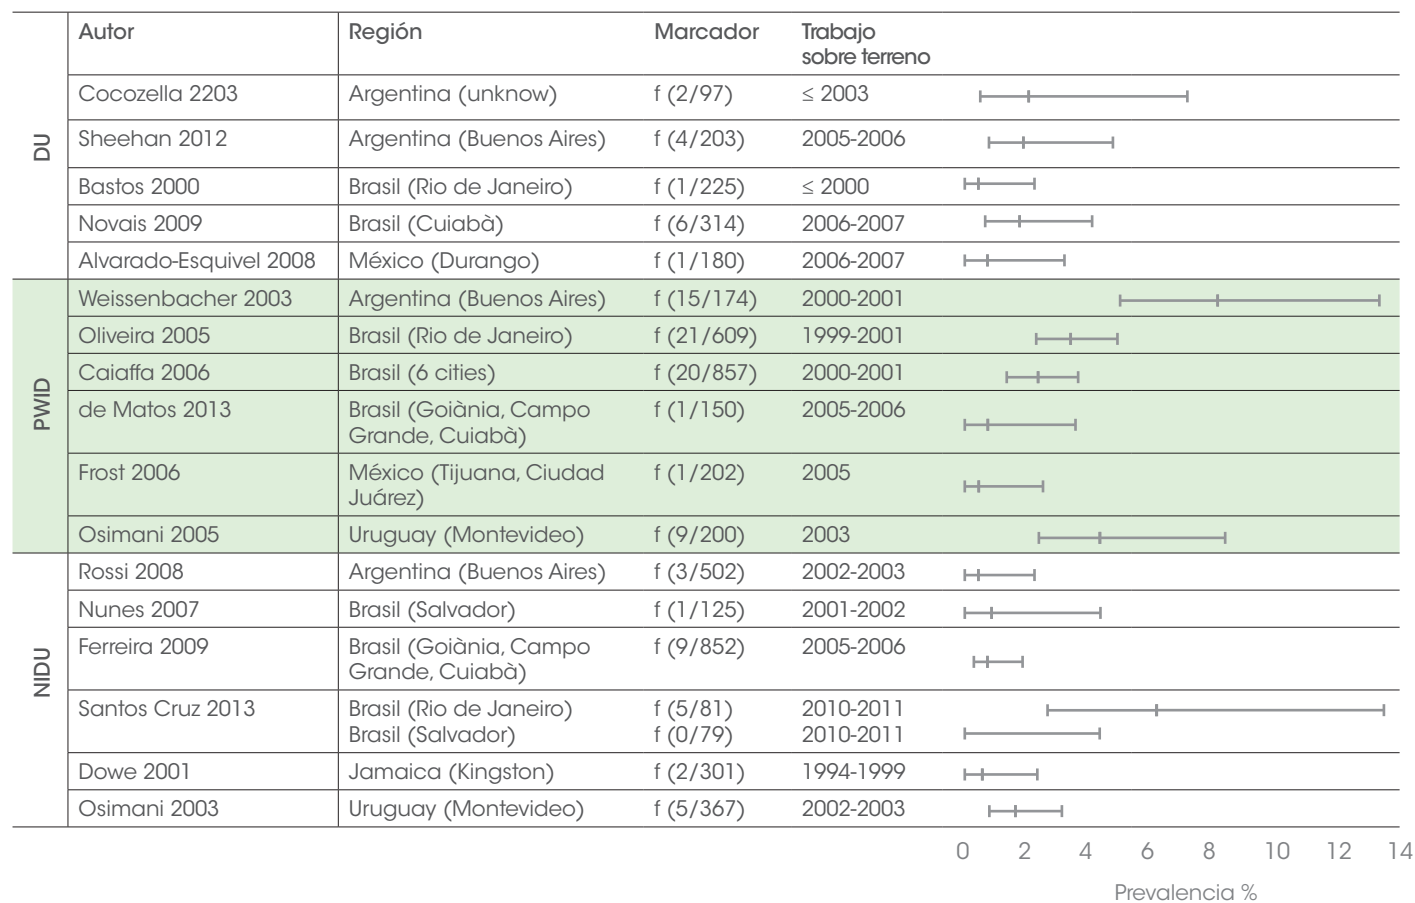 Autor Región Marcador Trabajo
sobre terreno
DU
Cocozella 2203 Argentina (unknow) f (2/97) ≤ 2003
Sheehan 2012 Argentina (Buenos Aires) f (4/203) 2005-2006
Bastos 2000 Brasil (Rio de Janeiro) f (1/225) ≤ 2000
Novais 2009 Brasil (Cuiabà) f (6/314) 2006-2007
Alvarado-Esquivel 2008 México (Durango) f (1/180) 2006-2007
PWID
Weissenbacher 2003 Argentina (Buenos Aires) f (15/174) 2000-2001
Oliveira 2005 Brasil (Rio de Janeiro) f (21/609) 1999-2001
Caiaffa 2006 Brasil (6 cities) f (20/857) 2000-2001
de Matos 2013 Brasil (Goiània, Campo f (1/150) 2005-2006
Grande, Cuiabà)
Frost 2006 México (Tijuana, Ciudad f (1/202) 2005
Juárez)
Osimani 2005 Uruguay (Montevideo) f (9/200) 2003
NIDU
Rossi 2008 Argentina (Buenos Aires) f (3/502) 2002-2003
Nunes 2007 Brasil (Salvador) f (1/125) 2001-2002
Ferreira 2009 Brasil (Goiània, Campo f (9/852) 2005-2006
Grande, Cuiabà)
Santos Cruz 2013 Brasil (Rio de Janeiro) f (5/81) 2010-2011
Brasil (Salvador) f (0/79) 2010-2011
Dowe 2001 Jamaica (Kingston) f (2/301) 1994-1999
Osimani 2003 Uruguay (Montevideo) f (5/367) 2002-2003
0 2 4 6 8 10 12 14
Prevalencia %